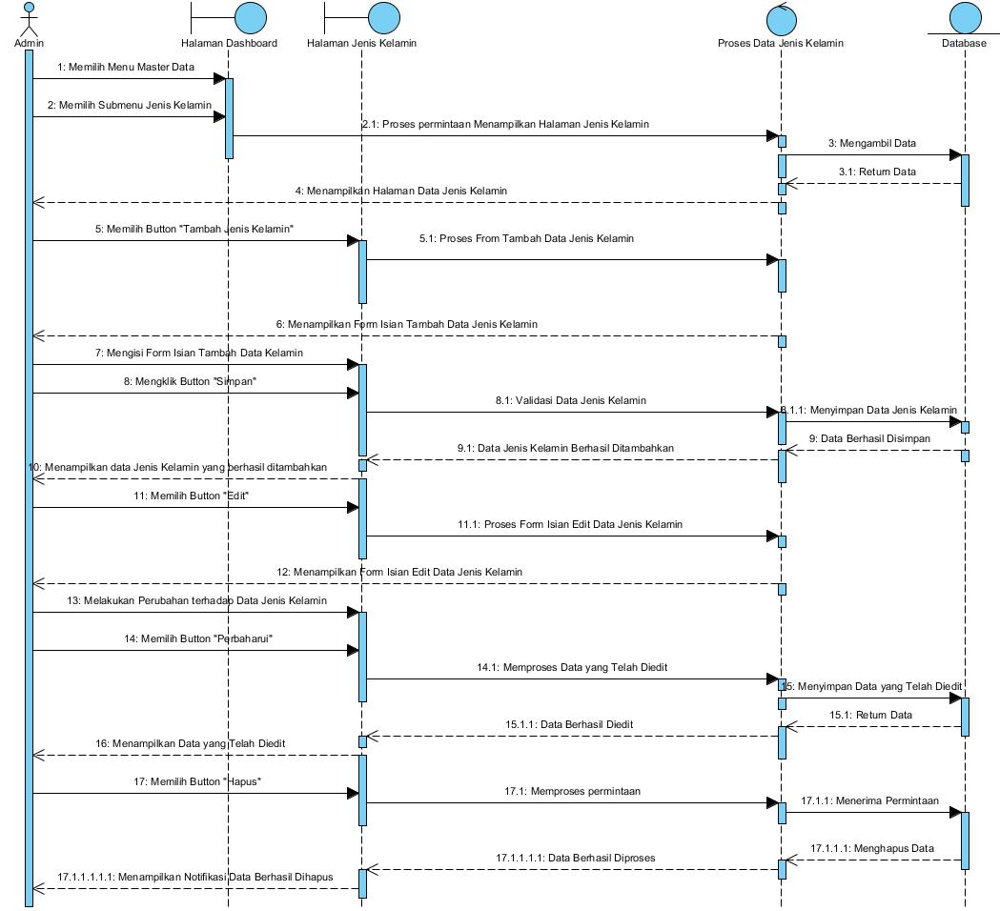 Admin
Halaman Dashboard
Halaman Jenis Kelamin
Proses Data Jenis Kelamin
Database
1: Memilih Menu Master Data
2: Memilih Submenu Jenis Kelamin
2.1: Proses permintaan Menampilkan Halaman Jenis Kelamin
3: Mengambil Data
3.1: Return Data
4: Menampilkan Halaman Data Jenis Kelamin
5: Memilih Button "Tambah Jenis Kelamin"
5.1: Proses From Tambah Data Jenis Kelamin
6: Menampilkan Form Isian Tambah Data Jenis Kelamin
7: Mengisi Form Isian Tambah Data Kelamin
8: Mengklik Button "Simpan"
8.1: Validasi Data Jenis Kelamin
8.1.1: Menyimpan Data Jenis Kelamin
9: Data Berhasil Disimpan
9.1: Data Jenis Kelamin Berhasil Ditambahkan
10: Menampilkan data Jenis Kelamin yang berhasil ditambahkan
11: Memilih Button "Edit"
11.1: Proses Form Isian Edit Data Jenis Kelamin
12: Menampilkan Form Isian Edit Data Jenis Kelamin
13: Melakukan Perubahan terhadap Data Jenis Kelamin
14: Memilih Button "Perbaharui"
14.1: Memproses Data yang Telah Diedit
15: Menyimpan Data yang Telah Diedit
15.1: Return Data
15.1.1: Data Berhasil Diedit
16: Menampilkan Data yang Telah Diedit
17: Memilih Button "Hapus"
17.1: Memproses permintaan
17.1.1: Menerima Permintaan
17.1.1.1: Menghapus Data
17.1.1.1.1: Data Berhasil Diproses
17.1.1.1.1.1: Menampilkan Notifikasi Data Berhasil Dihapus